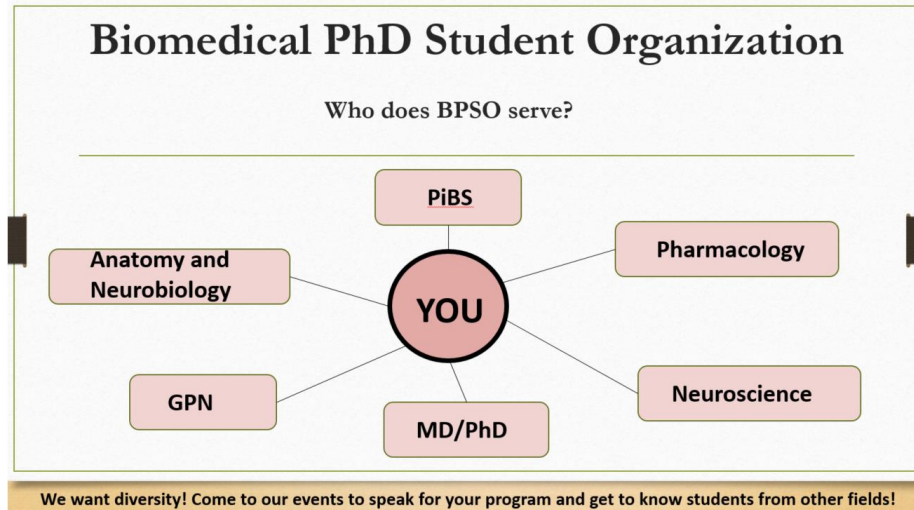 Biomedical PhD Student Organization
Who does BPSO serve?
PiBS
Pharmacology
Anatomy and
Neurobiology
YOU
GPN
MD/PhD
Neuroscience
We want diversity! Come to our events to speak for your program and get to know students from other fields!